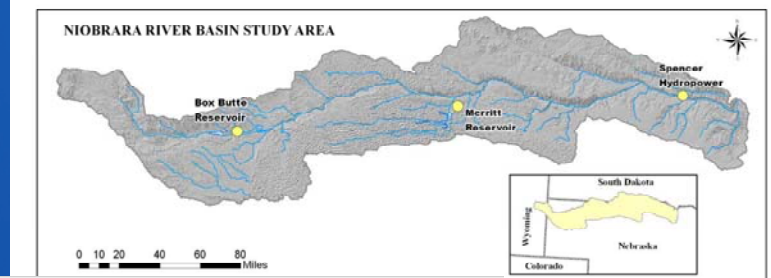 NIOBRARA RIVER BASIN STUDY AREA
Spencer
Hydropower
Box Butte
Reservoir
Merritt
Reservoir
South Dakota
Wyoming
Nebraska
Colorado
0 10 20 40 60 80
Miles